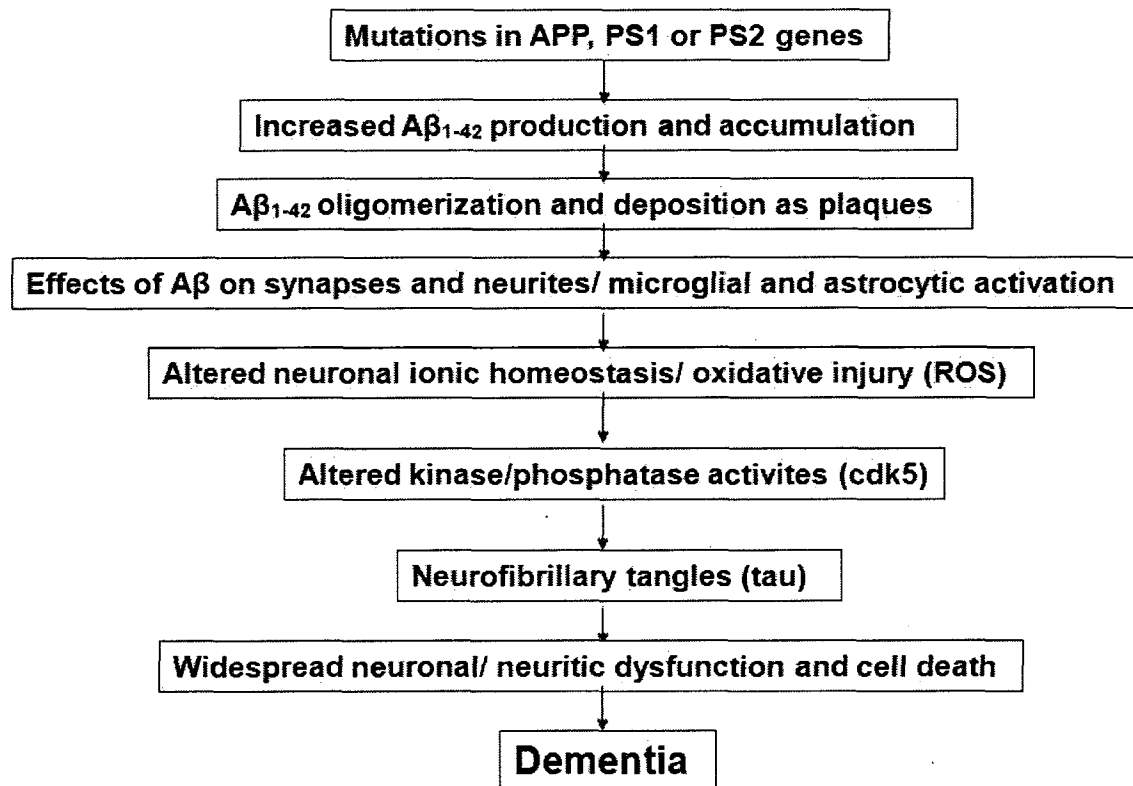 Mutations in APP, PS1 or PS2 genes
Increased Aβ₁₋₄₂ production and accumulation
Aβ₁₋₄₂ oligomerization and deposition as plaques
Effects of Aβ on synapses and neurites/ microglial and astrocytic activation
Altered neuronal ionic homeostasis/ oxidative injury (ROS)
Altered kinase/phosphatase activites (cdk5)
Neurofibrillary tangles (tau)
Widespread neuronal/ neuritic dysfunction and cell death
Dementia